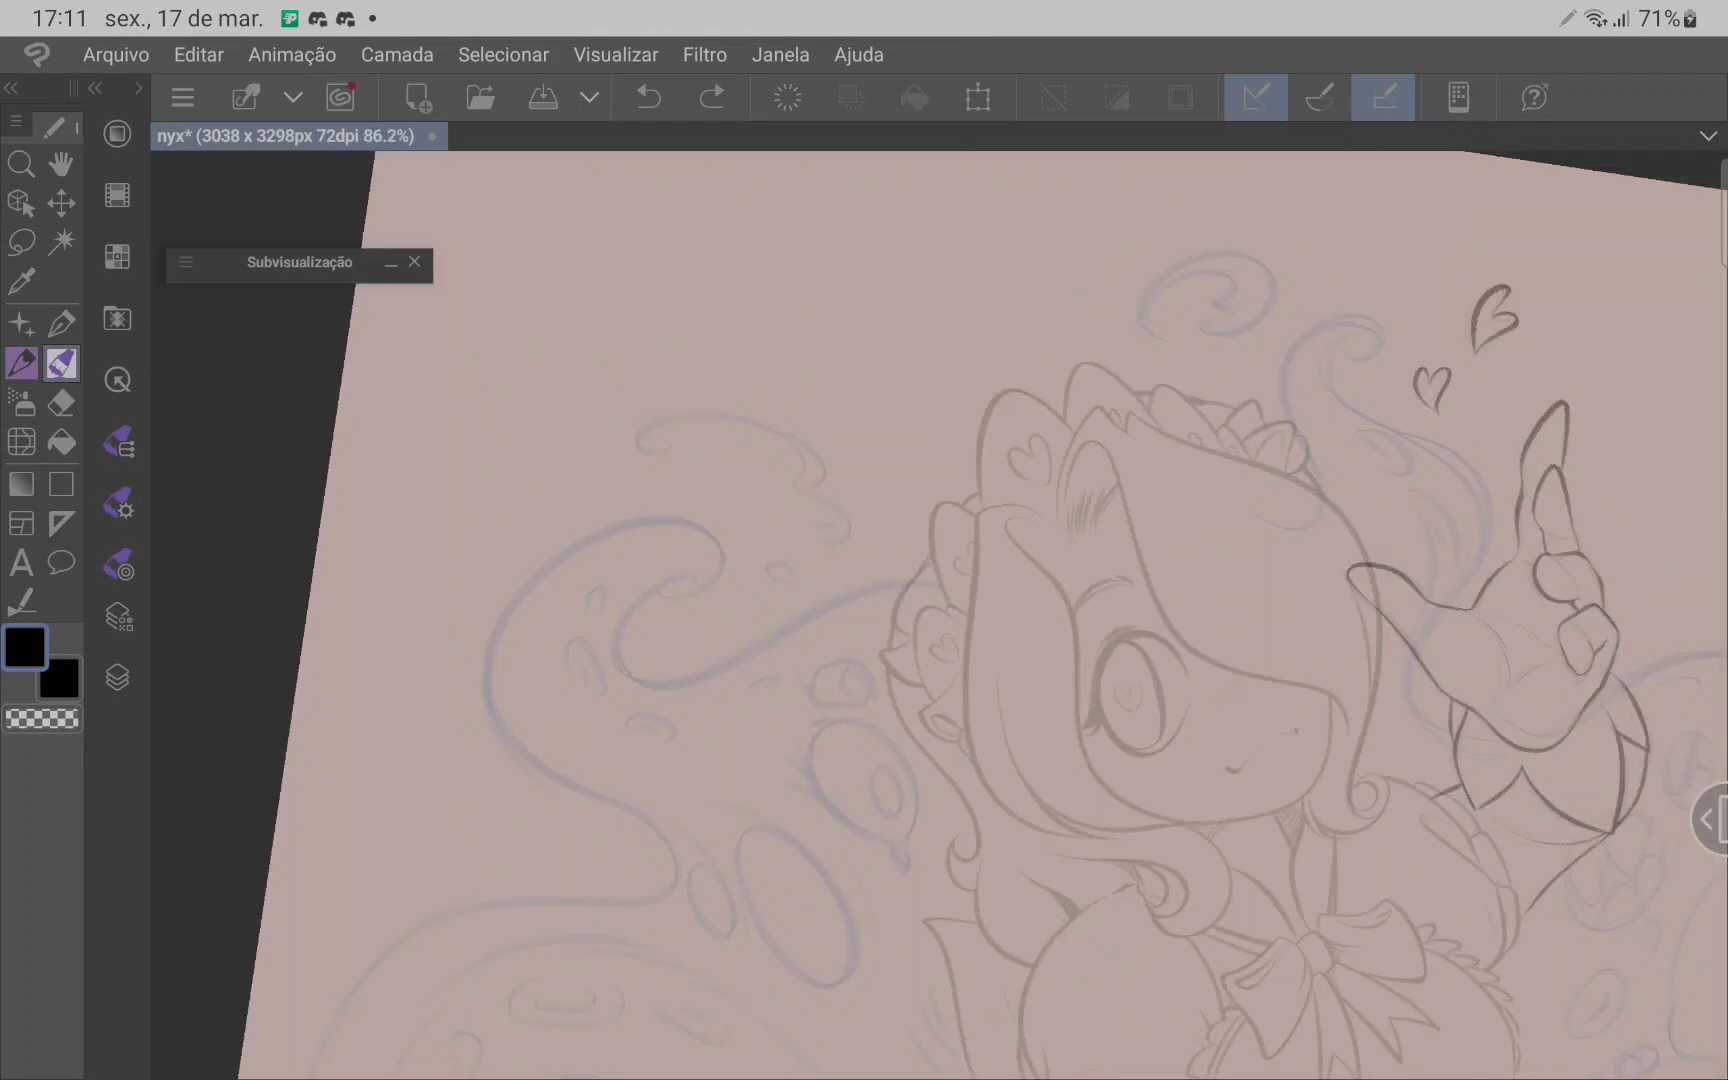 17:11 sex., 17 de mar. 71%
Arquivo Editar Animação Camada Selecionar Visualizar Filtro Janela Ajuda
nyx* (3038 x 3298px 72dpi 86.2%)
Subvisualização